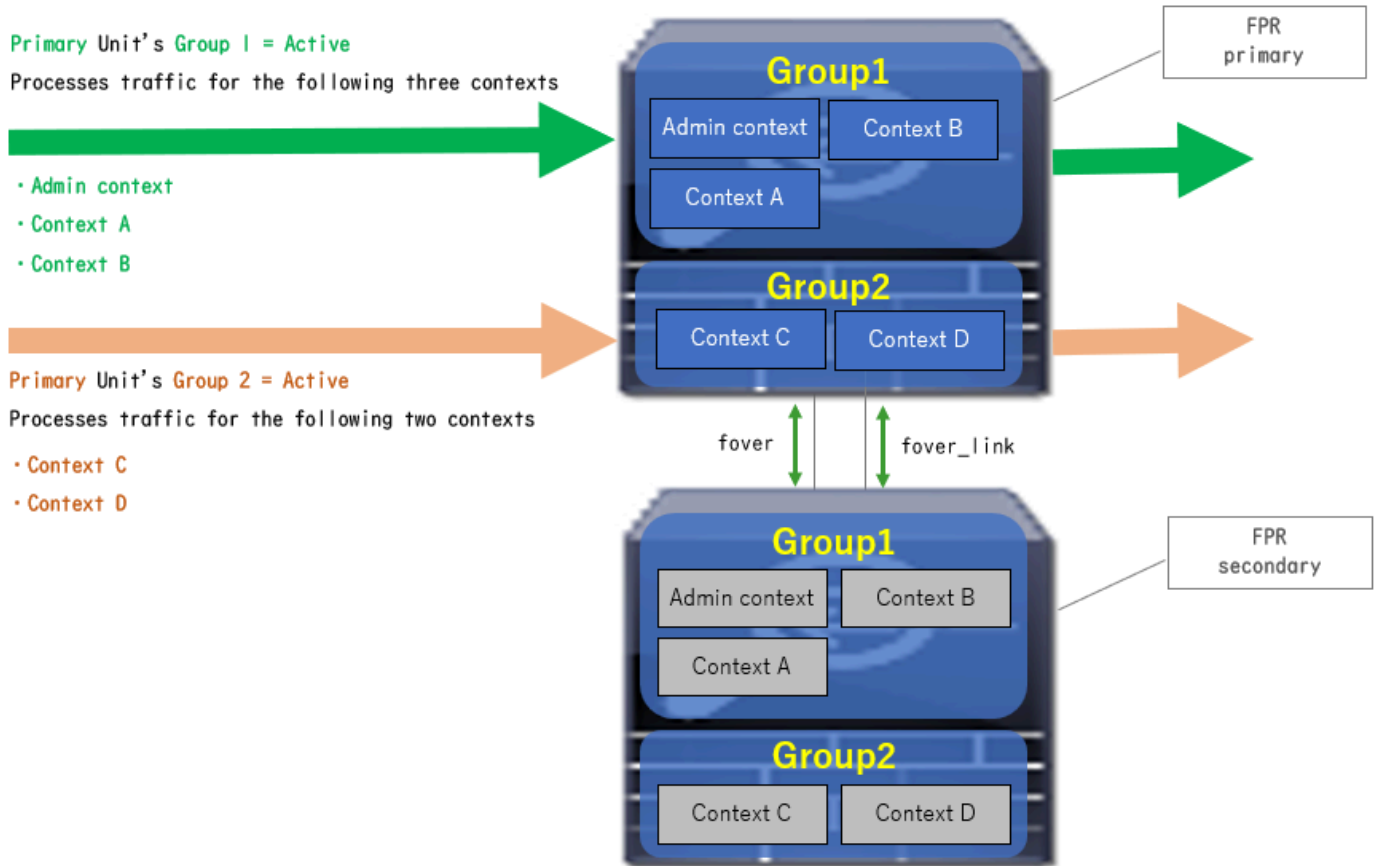 Primary Unit's Group 1 = Active
Processes traffic for the following three contexts
・Admin context
・Context A
・Context B
Primary Unit's Group 2 = Active
Processes traffic for the following two contexts
・Context C
・Context D
FPR
primary
Group1
Admin context
Context B
Context A
Group2
Context C
Context D
fover
fover_link
FPR
secondary
Group1
Admin context
Context B
Context A
Group2
Context C
Context D